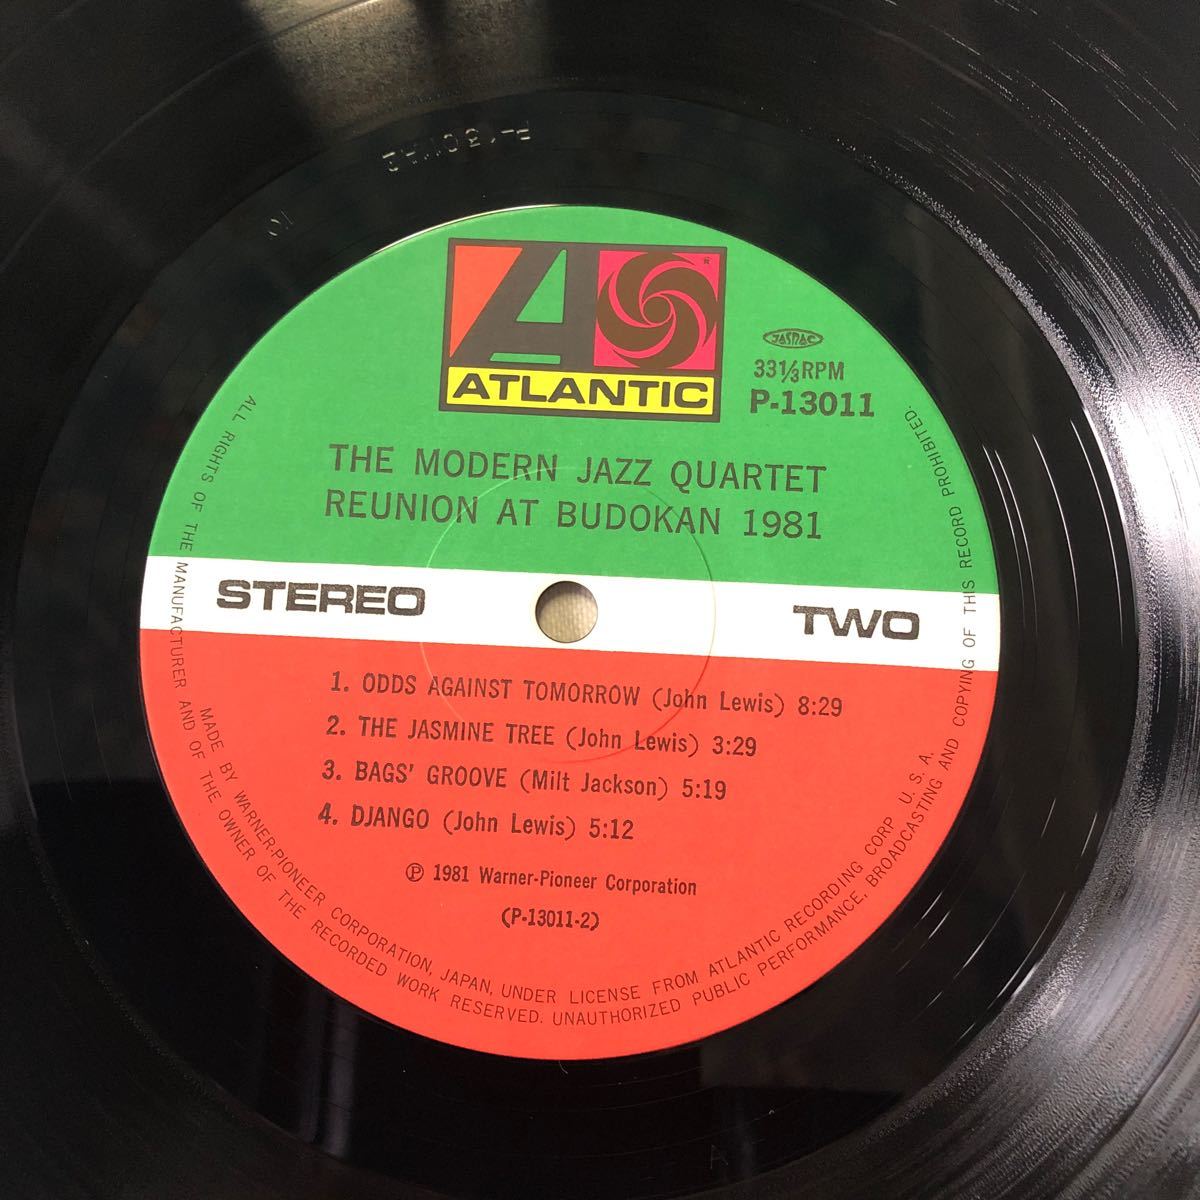 ATLANTIC
®
JASRAC
33⅓RPM
P-13011
THE MODERN JAZZ QUARTET
REUNION AT BUDOKAN 1981
STEREO
TWO
1. ODDS AGAINST TOMORROW (John Lewis) 8:29
2. THE JASMINE TREE (John Lewis) 3:29
3. BAGS' GROOVE (Milt Jackson) 5:19
4. DJANGO (John Lewis) 5:12
℗ 1981 Warner-Pioneer Corporation
(P-13011-2)
MADE BY WARNER-PIONEER CORPORATION, JAPAN, UNDER LICENSE FROM ATLANTIC RECORDING CORP U.S.A.
ALL RIGHTS OF THE MANUFACTURER AND OF THE OWNER OF THE RECORDED WORK RESERVED. UNAUTHORIZED PUBLIC PERFORMANCE, BROADCASTING AND COPYING OF THIS RECORD PROHIBITED.